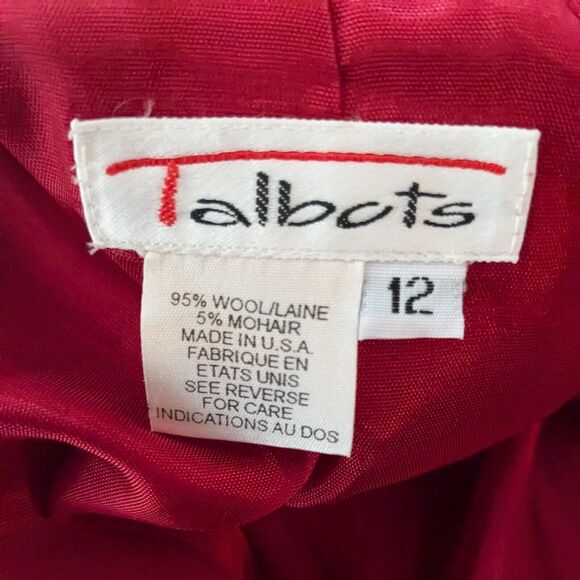 Talbots
12
95% WOOL/LAINE
5% MOHAIR
MADE IN U.S.A.
FABRIQUE EN
ETATS UNIS
SEE REVERSE
FOR CARE
INDICATIONS AU DOS